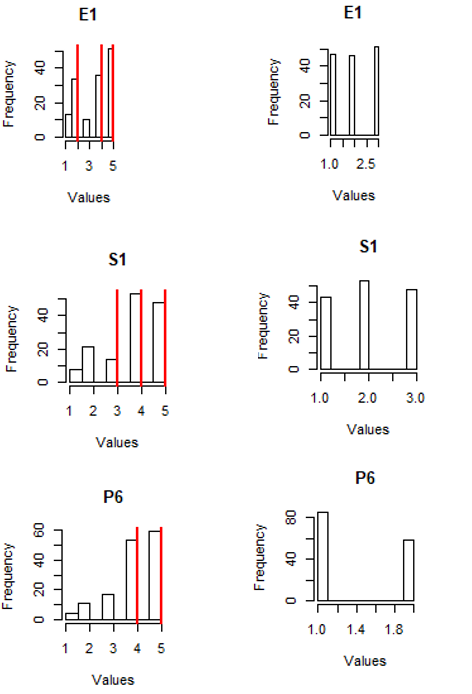 E1
Frequency
0 20 40
1 3 5
Values
E1
Frequency
0 20 40
1.0 2.5
Values
S1
Frequency
0 20 40
1 2 3 4 5
Values
S1
Frequency
0 20 40
1.0 2.0 3.0
Values
P6
Frequency
0 20 40 60
1 2 3 4 5
Values
P6
Frequency
0 40 80
1.0 1.4 1.8
Values